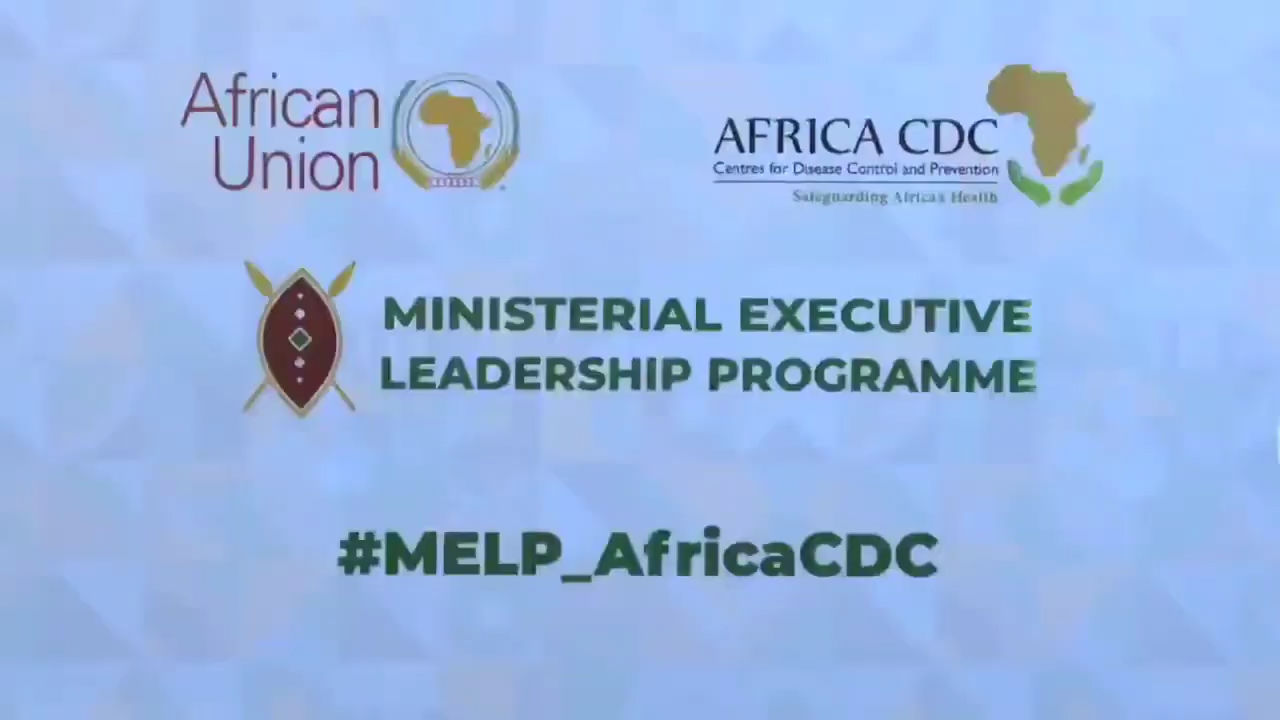 African
Union
AFRICA CDC
Centres for Disease Control and Prevention
Safeguarding Africa's Health
MINISTERIAL EXECUTIVE
LEADERSHIP PROGRAMME
#MELP_AfricaCDC